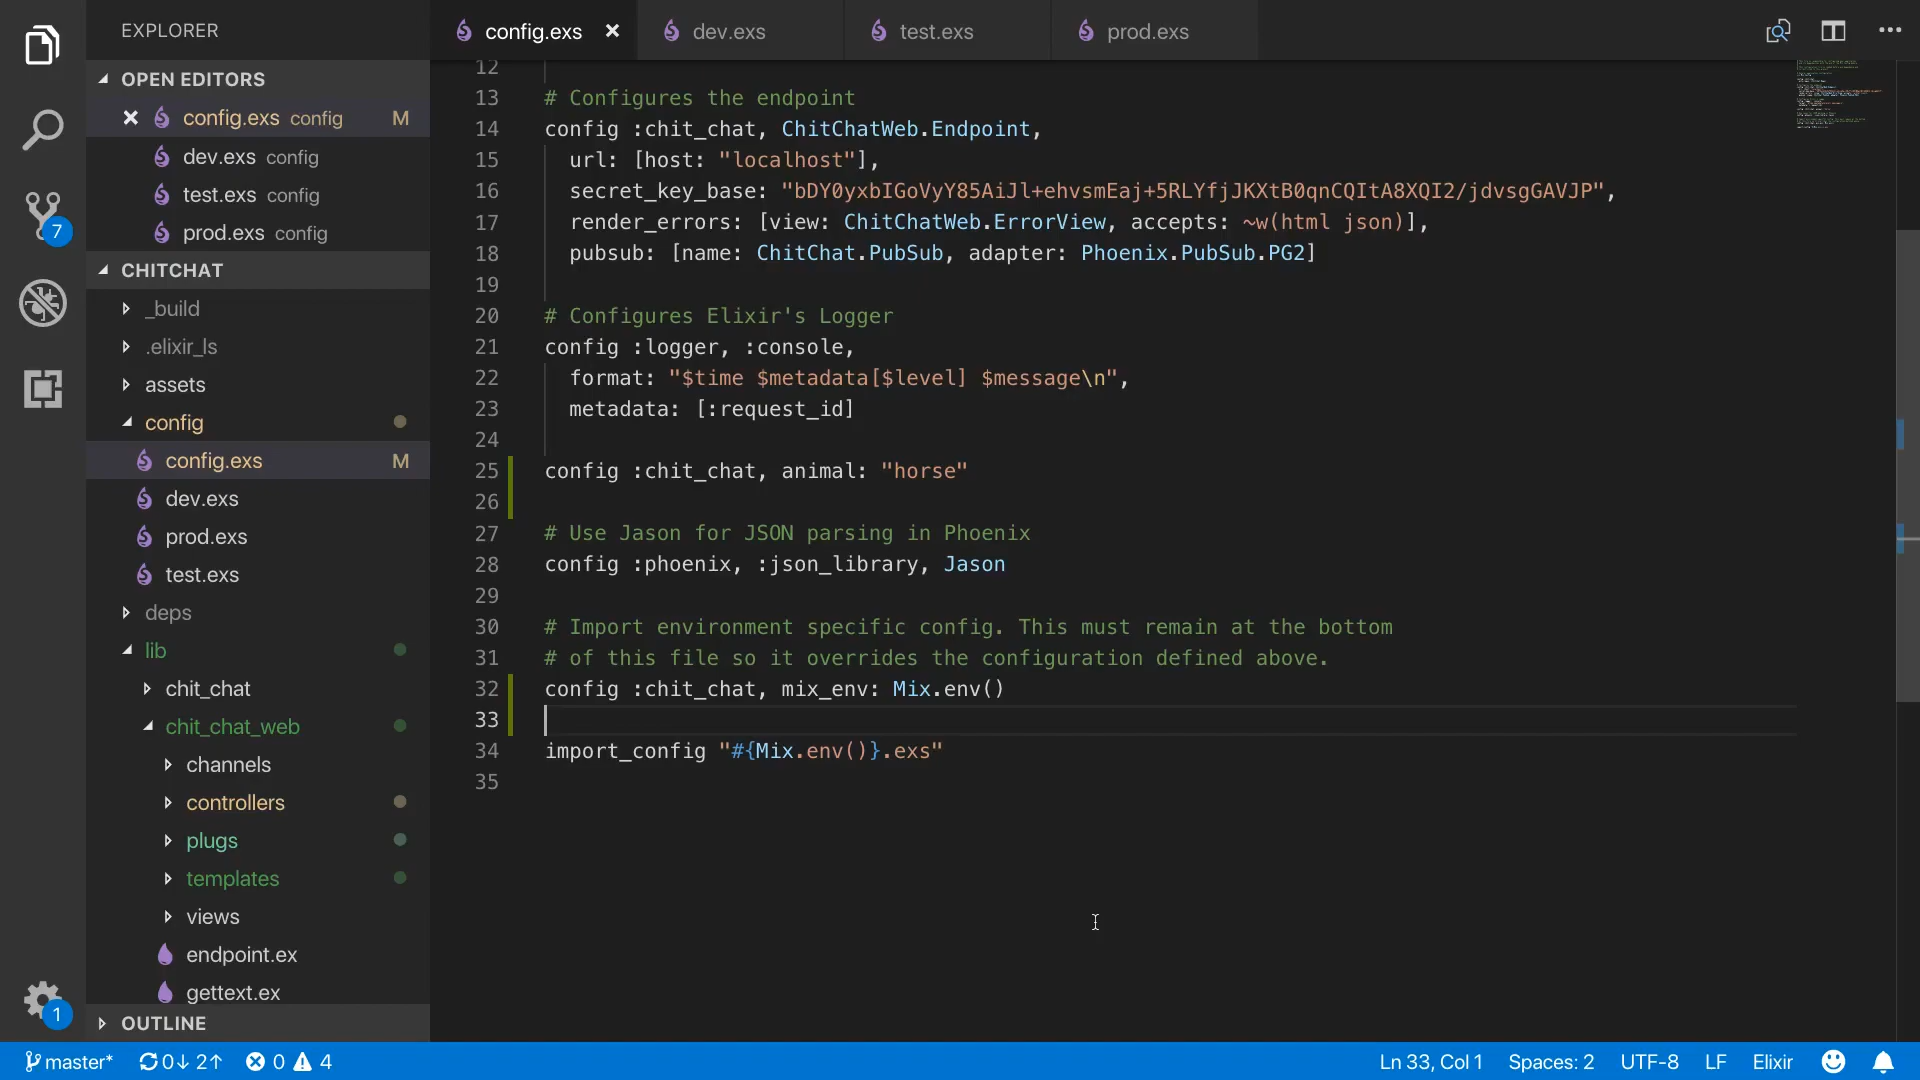 EXPLORER
OPEN EDITORS
config.exs config M
dev.exs config
test.exs config
prod.exs config
CHITCHAT
_build
.elixir_ls
assets
config
config.exs M
dev.exs
prod.exs
test.exs
deps
lib
chit_chat
chit_chat_web
channels
controllers
plugs
templates
views
endpoint.ex
gettext.ex
OUTLINE
7
1
config.exs dev.exs test.exs prod.exs
12
13 # Configures the endpoint
14 config :chit_chat, ChitChatWeb.Endpoint,
15 url: [host: "localhost"],
16 secret_key_base: "bDY0yxbIGoVyY85AiJl+ehvsmEaj+5RLYfjJKXtB0qnCQItA8XQI2/jdvsgGAVJP",
17 render_errors: [view: ChitChatWeb.ErrorView, accepts: ~w(html json)],
18 pubsub: [name: ChitChat.PubSub, adapter: Phoenix.PubSub.PG2]
19
20 # Configures Elixir's Logger
21 config :logger, :console,
22 format: "$time $metadata[$level] $message\n",
23 metadata: [:request_id]
24
25 config :chit_chat, animal: "horse"
26
27 # Use Jason for JSON parsing in Phoenix
28 config :phoenix, :json_library, Jason
29
30 # Import environment specific config. This must remain at the bottom
31 # of this file so it overrides the configuration defined above.
32 config :chit_chat, mix_env: Mix.env()
33
34 import_config "#{Mix.env()}.exs"
35
master* 0↓ 2↑ 0 4 Ln 33, Col 1 Spaces: 2 UTF-8 LF Elixir